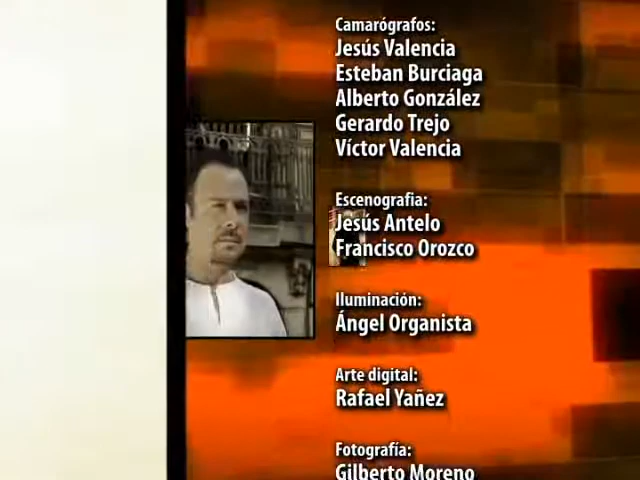 Camarógrafos:
Jesús Valencia
Esteban Burciaga
Alberto González
Gerardo Trejo
Víctor Valencia
Escenografia:
Jesús Antelo
Francisco Orozco
Iluminación:
Ángel Organista
Arte digital:
Rafael Yañez
Fotografía:
Gilberto Moreno